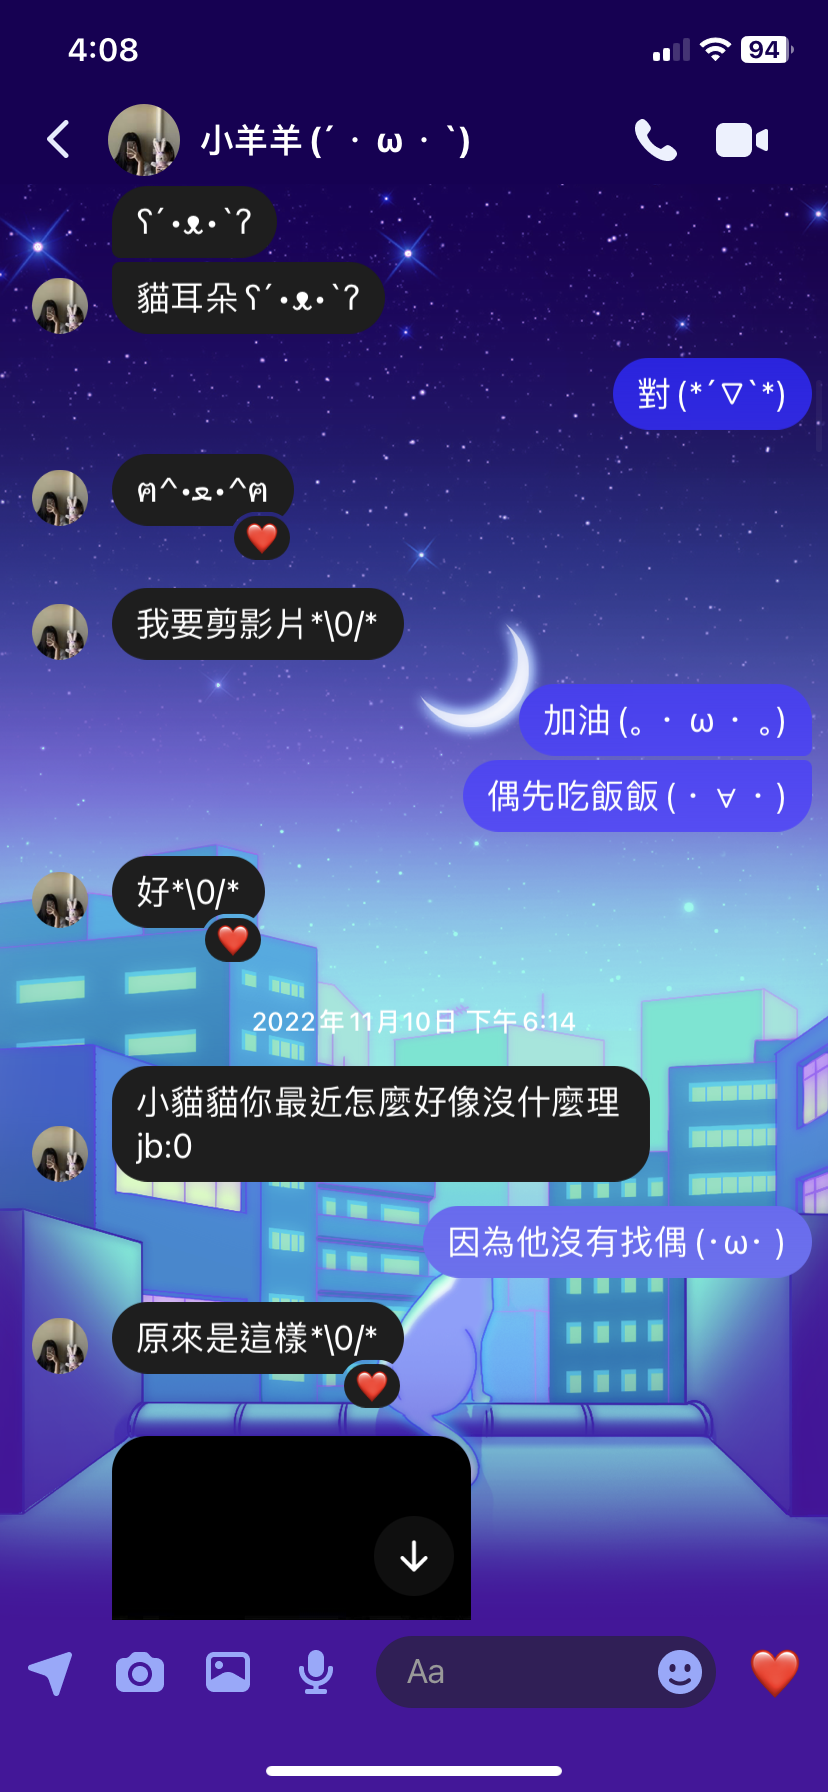 4:08
94
小羊羊 (´・ω・`)
ʕ´•ᴥ•`ʔ
貓耳朵ʕ´•ᴥ•`ʔ
對 (*´▽`*)
ฅ^•ﻌ•^ฅ
我要剪影片*\0/*
加油 (。・ω・。)
偶先吃飯飯 (・∀・)
好*\0/*
2022年11月10日 下午6:14
小貓貓你最近怎麼好像沒什麼理
jb:0
因為他沒有找偶 (･ω･ )
原來是這樣*\0/*
Aa